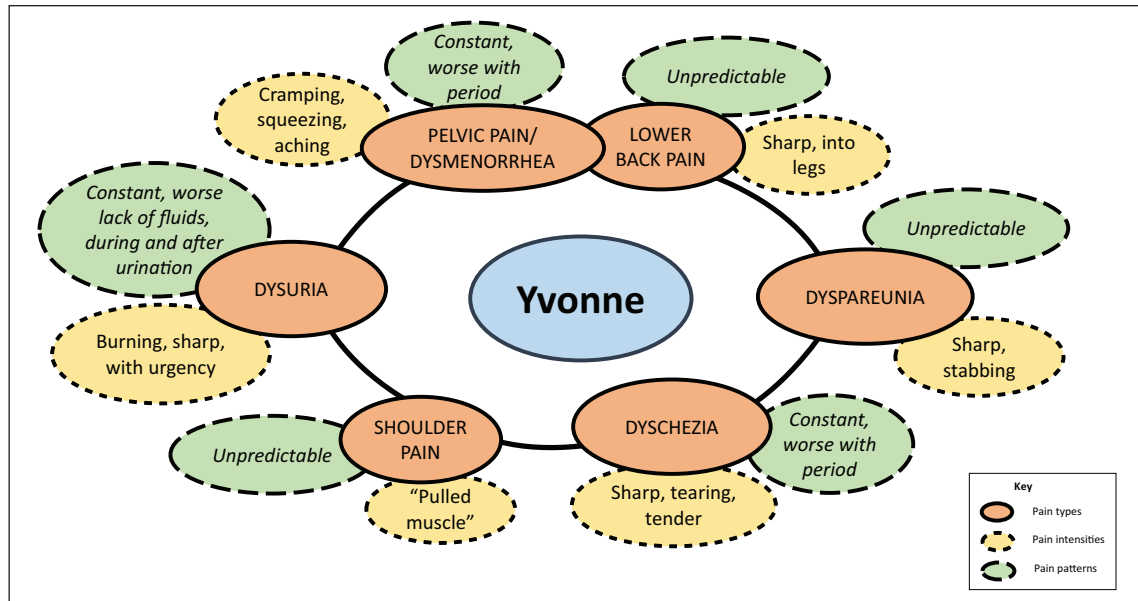 Constant,
worse with
period
Unpredictable
Cramping,
squeezing,
aching
PELVIC PAIN/
DYSMENORRHEA
LOWER
BACK PAIN
Sharp, into
legs
Constant, worse
lack of fluids,
during and after
urination
Unpredictable
DYSURIA
Yvonne
DYSPAREUNIA
Burning, sharp,
with urgency
Sharp,
stabbing
Unpredictable
SHOULDER
PAIN
DYSCHEZIA
Constant,
worse with
period
"Pulled
muscle"
Sharp, tearing,
tender
Key
Pain types
Pain intensities
Pain patterns